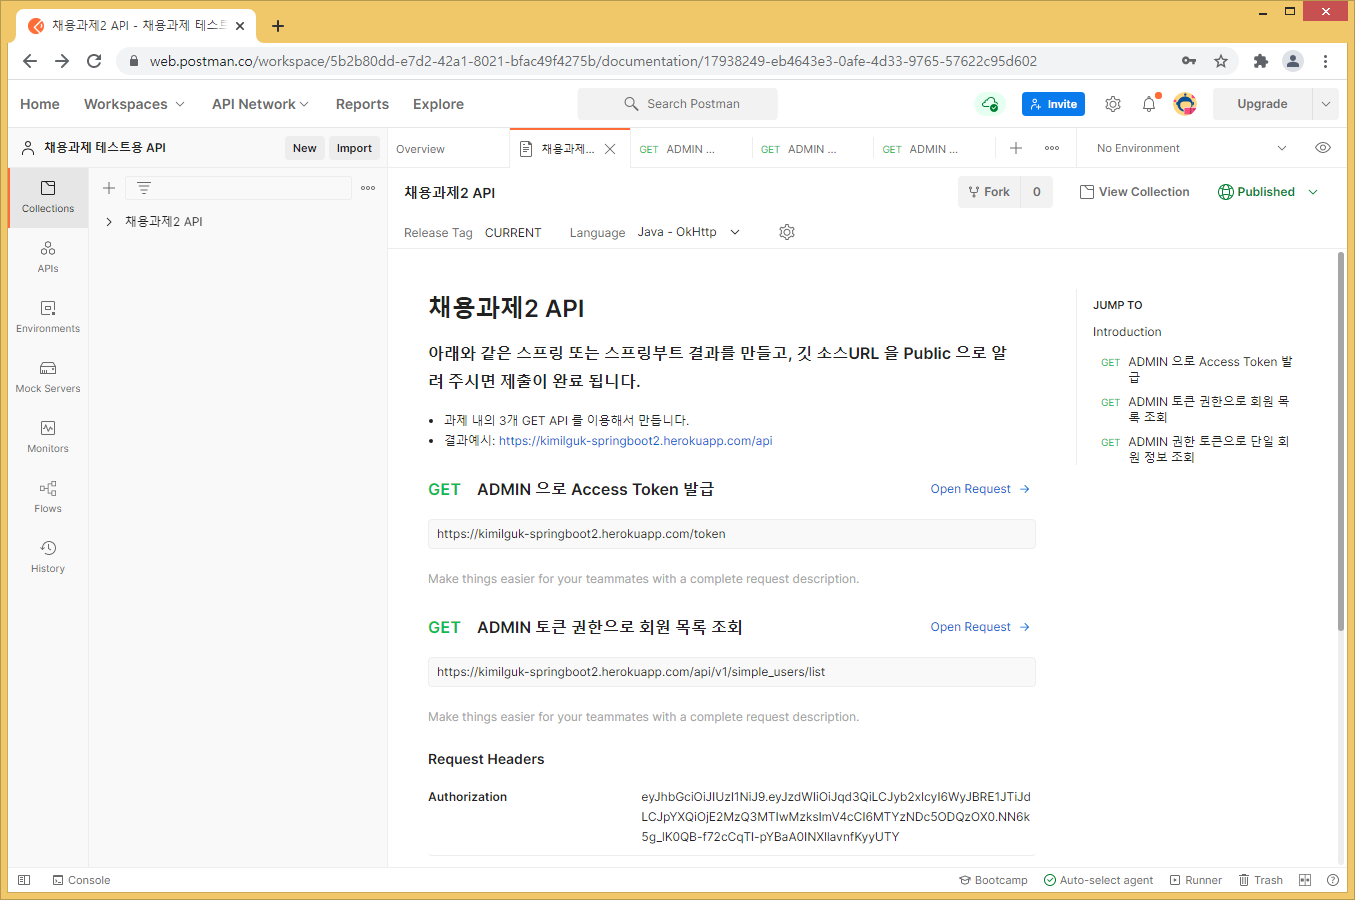 채용과제2 API - 채용과제 테스트
web.postman.co/workspace/5b2b80dd-e7d2-42a1-8021-bfac49f4275b/documentation/17938249-eb4643e3-0afe-4d33-9765-57622c95d602
Home Workspaces API Network Reports Explore Search Postman Invite Upgrade
채용과제 테스트용 API New Import Overview 채용과제... GET ADMIN ... GET ADMIN ... GET ADMIN ... No Environment
Collections
APIs
Environments
Mock Servers
Monitors
Flows
History
채용과제2 API
채용과제2 API Fork 0 View Collection Published
Release Tag CURRENT Language Java - OkHttp
채용과제2 API
아래와 같은 스프링 또는 스프링부트 결과를 만들고, 깃 소스URL 을 Public 으로 알
려 주시면 제출이 완료 됩니다.
• 과제 내의 3개 GET API 를 이용해서 만듭니다.
• 결과예시: https://kimilguk-springboot2.herokuapp.com/api
GET ADMIN 으로 Access Token 발급 Open Request →
https://kimilguk-springboot2.herokuapp.com/token
Make things easier for your teammates with a complete request description.
GET ADMIN 토큰 권한으로 회원 목록 조회 Open Request →
https://kimilguk-springboot2.herokuapp.com/api/v1/simple_users/list
Make things easier for your teammates with a complete request description.
Request Headers
Authorization
eyJhbGciOiJIUzI1NiJ9.eyJzdWIiOiJqd3QiLCJyb2xlcyI6WyJBRE1JTiJd
LCJpYXQiOjE2MzQ3MTIwMzksImV4cCI6MTYzNDc5ODQzOX0.NN6k
5g_lK0QB-f72cCqTI-pYBaA0INXIlavnfKyyUTY
JUMP TO
Introduction
GET ADMIN 으로 Access Token 발
급
GET ADMIN 토큰 권한으로 회원 목
록 조회
GET ADMIN 권한 토큰으로 단일 회
원 정보 조회
Console Bootcamp Auto-select agent Runner Trash